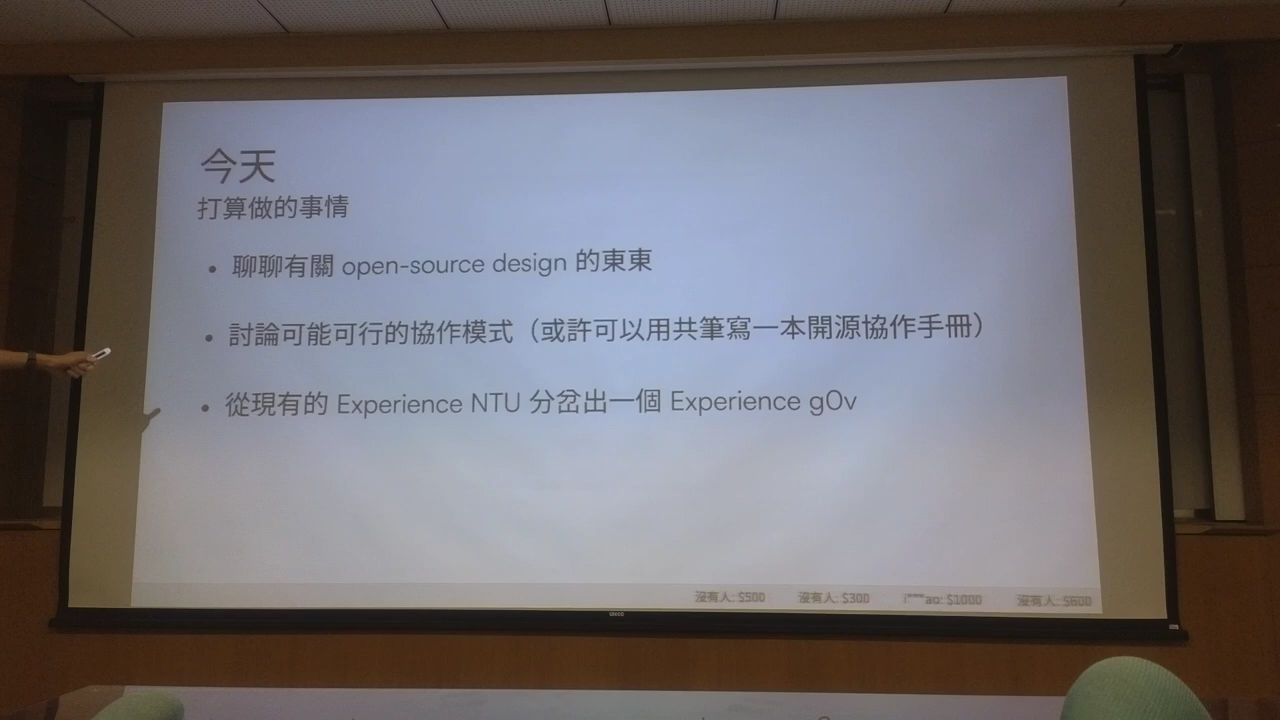 今天
打算做的事情
• 聊聊有關 open-source design 的東東
• 討論可能可行的協作模式（或許可以用共筆寫一本開源協作手冊）
• 從現有的 Experience NTU 分岔出一個 Experience g0v
沒有人: $500 沒有人: $300 i***ao: $1000 沒有人: $600